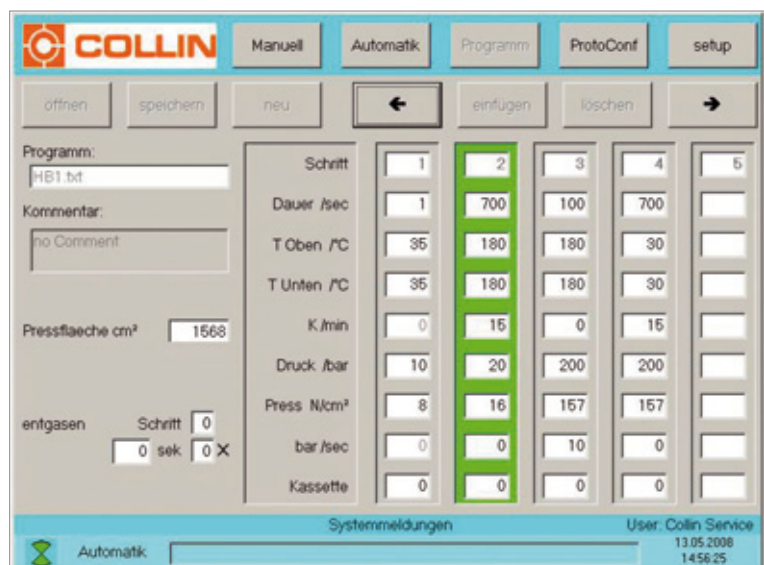 COLLIN Manuell Automatik Programm ProtoConf setup
öffnen speichern neu ← einfügen löschen →
Programm:
HB1.txt
Kommentar:
no Comment
Pressflaeche cm² 1568
entgasen Schritt 0
0 sek 0 X
Schritt 1 2 3 4 5
Dauer /sec 1 700 100 700
T Oben /°C 35 180 180 30
T Unten /°C 35 180 180 30
K/min 0 15 0 15
Druck /bar 10 20 200 200
Press N/cm² 8 16 157 157
bar/sec 0 0 10 0
Kassette 0 0 0 0
Systemmeldungen User: Collin Service
Automatik 13.05.2008
14:56:25